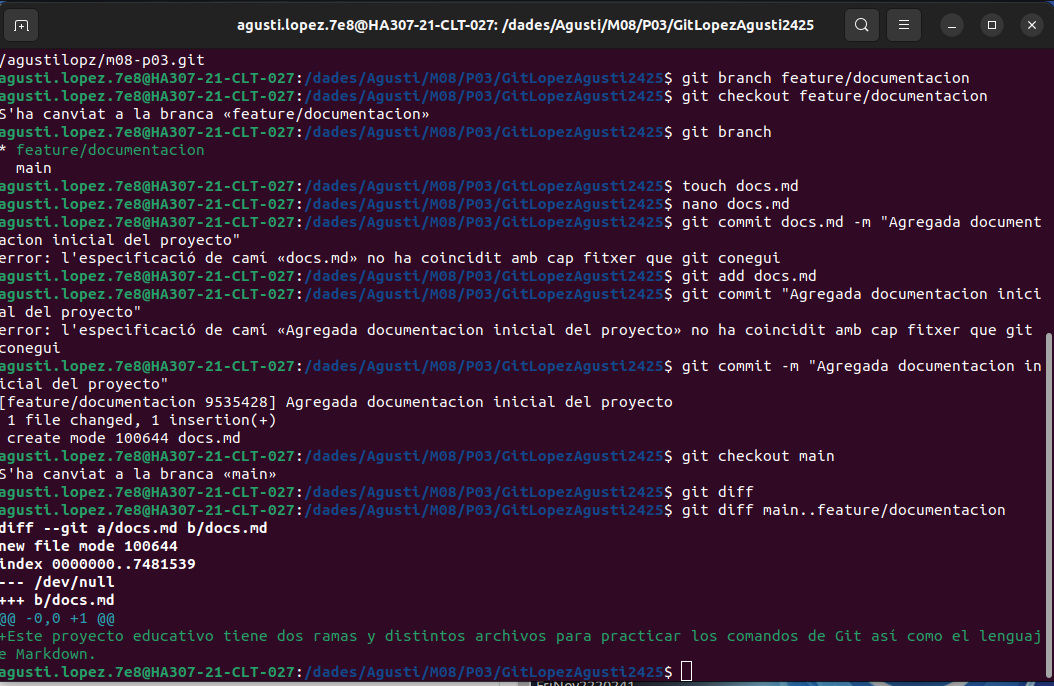 agusti.lopez.7e8@HA307-21-CLT-027: /dades/Agusti/M08/P03/GitLopezAgusti2425
/agustilopz/m08-p03.git
agusti.lopez.7e8@HA307-21-CLT-027:/dades/Agusti/M08/P03/GitLopezAgusti2425$ git branch feature/documentacion
agusti.lopez.7e8@HA307-21-CLT-027:/dades/Agusti/M08/P03/GitLopezAgusti2425$ git checkout feature/documentacion
S'ha canviat a la branca «feature/documentacion»
agusti.lopez.7e8@HA307-21-CLT-027:/dades/Agusti/M08/P03/GitLopezAgusti2425$ git branch
* feature/documentacion
  main
agusti.lopez.7e8@HA307-21-CLT-027:/dades/Agusti/M08/P03/GitLopezAgusti2425$ touch docs.md
agusti.lopez.7e8@HA307-21-CLT-027:/dades/Agusti/M08/P03/GitLopezAgusti2425$ nano docs.md
agusti.lopez.7e8@HA307-21-CLT-027:/dades/Agusti/M08/P03/GitLopezAgusti2425$ git commit docs.md -m "Agregada document
acion inicial del proyecto"
error: l'especificació de camí «docs.md» no ha coincidit amb cap fitxer que git conegui
agusti.lopez.7e8@HA307-21-CLT-027:/dades/Agusti/M08/P03/GitLopezAgusti2425$ git add docs.md
agusti.lopez.7e8@HA307-21-CLT-027:/dades/Agusti/M08/P03/GitLopezAgusti2425$ git commit "Agregada documentacion inici
al del proyecto"
error: l'especificació de camí «Agregada documentacion inicial del proyecto» no ha coincidit amb cap fitxer que git
conegui
agusti.lopez.7e8@HA307-21-CLT-027:/dades/Agusti/M08/P03/GitLopezAgusti2425$ git commit -m "Agregada documentacion in
icial del proyecto"
[feature/documentacion 9535428] Agregada documentacion inicial del proyecto
 1 file changed, 1 insertion(+)
 create mode 100644 docs.md
agusti.lopez.7e8@HA307-21-CLT-027:/dades/Agusti/M08/P03/GitLopezAgusti2425$ git checkout main
S'ha canviat a la branca «main»
agusti.lopez.7e8@HA307-21-CLT-027:/dades/Agusti/M08/P03/GitLopezAgusti2425$ git diff
agusti.lopez.7e8@HA307-21-CLT-027:/dades/Agusti/M08/P03/GitLopezAgusti2425$ git diff main..feature/documentacion
diff --git a/docs.md b/docs.md
new file mode 100644
index 0000000..7481539
--- /dev/null
+++ b/docs.md
@@ -0,0 +1 @@
+Este proyecto educativo tiene dos ramas y distintos archivos para practicar los comandos de Git así como el lenguaj
e Markdown.
agusti.lopez.7e8@HA307-21-CLT-027:/dades/Agusti/M08/P03/GitLopezAgusti2425$